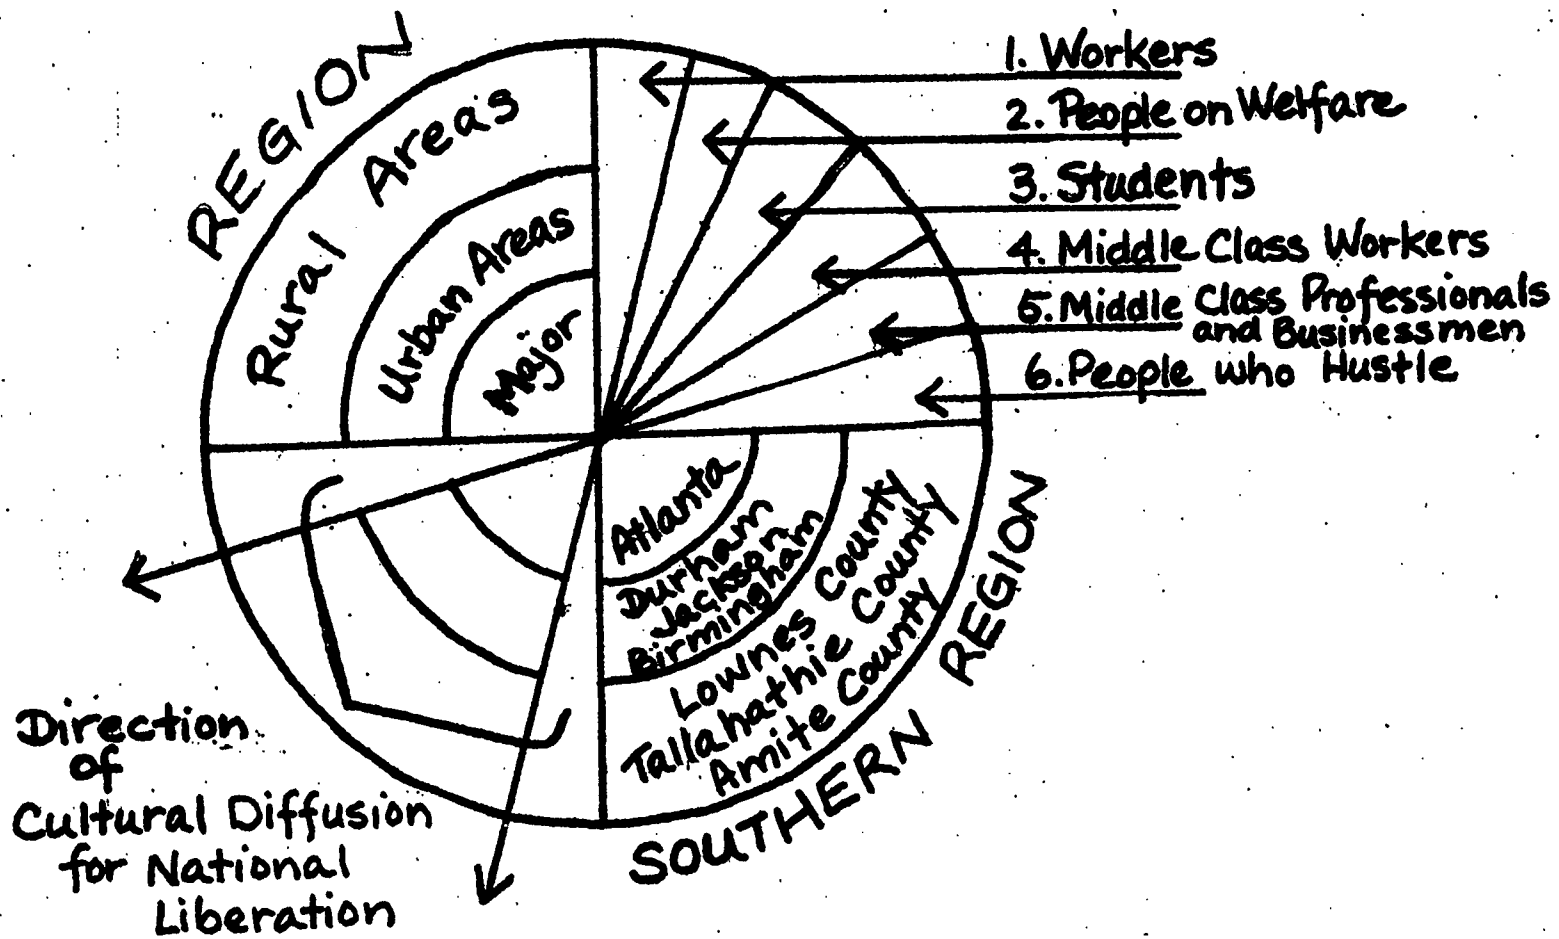 REGION
Rural Areas
Urban Areas
Major
1. Workers
2. People on Welfare
3. Students
4. Middle Class Workers
5. Middle Class Professionals
and Businessmen
6. People who Hustle
Atlanta
Durham
Jackson
Birmingham
Lownes County
Tallahathie County
Amite County
SOUTHERN REGION
Direction
of
Cultural Diffusion
for National
Liberation